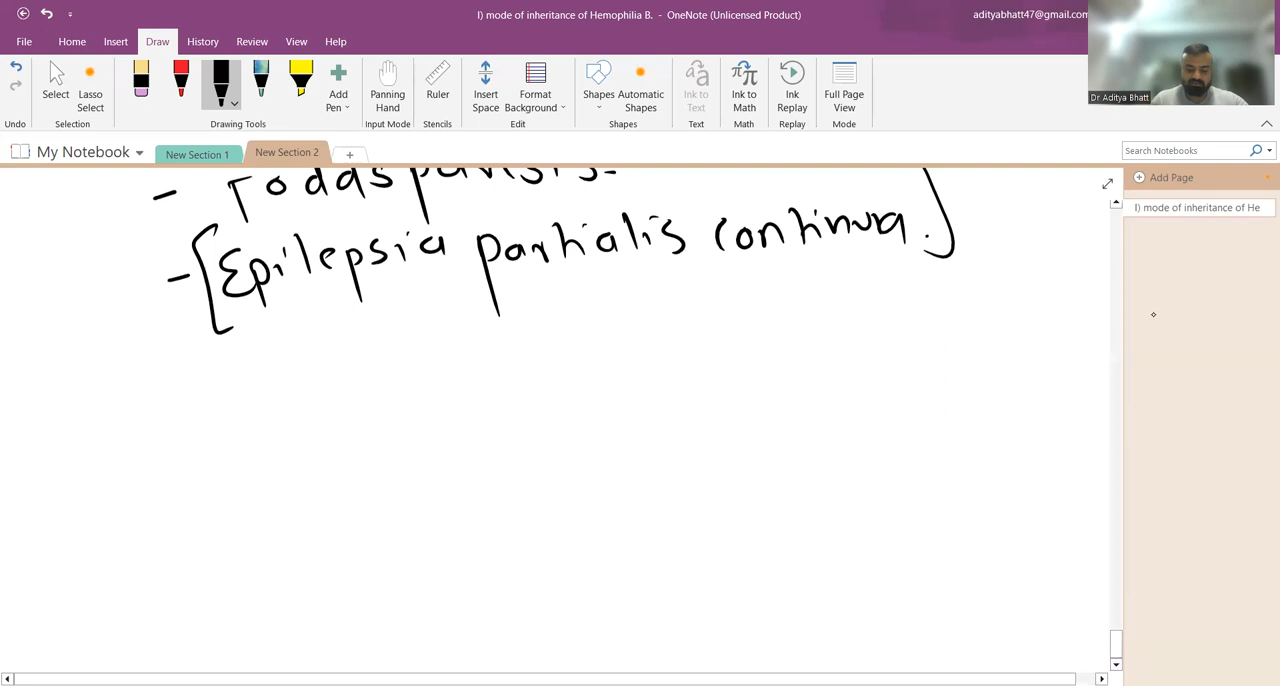 I) mode of inheritance of Hemophilia B. - OneNote (Unlicensed Product)
adityabhatt47@gmail.com
File Home Insert Draw History Review View Help
Dr Aditya Bhatt
Undo
Select
Lasso Select
Add Pen
Panning Hand
Ruler
Insert Space
Format Background
Shapes
Automatic Shapes
Ink to Text
Ink to Math
Ink Replay
Full Page View
Undo Selection Drawing Tools Input Mode Stencils Edit Shapes Text Math Replay Mode
My Notebook New Section 1 New Section 2 +
Search Notebooks
Add Page
I) mode of inheritance of He
- Todds
- [Epilepsia partialis continua.]